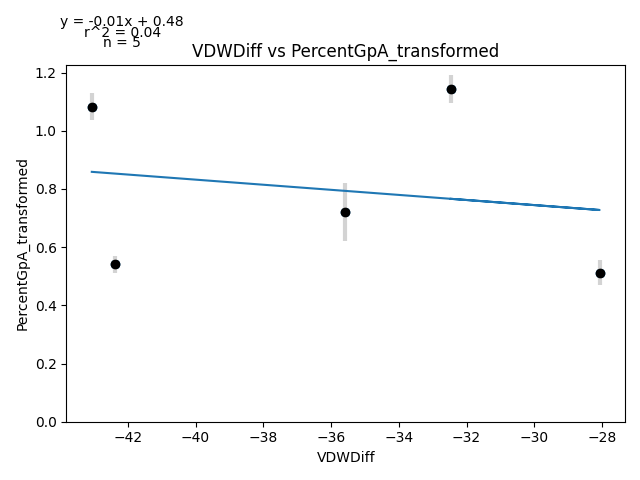 y = -0.01x + 0.48
r^2 = 0.04
n = 5
VDWDiff vs PercentGpA_transformed
1.2
1.0
0.8
0.6
0.4
0.2
0.0
PercentGpA_transformed
−42
−40
−38
−36
−34
−32
−30
−28
VDWDiff